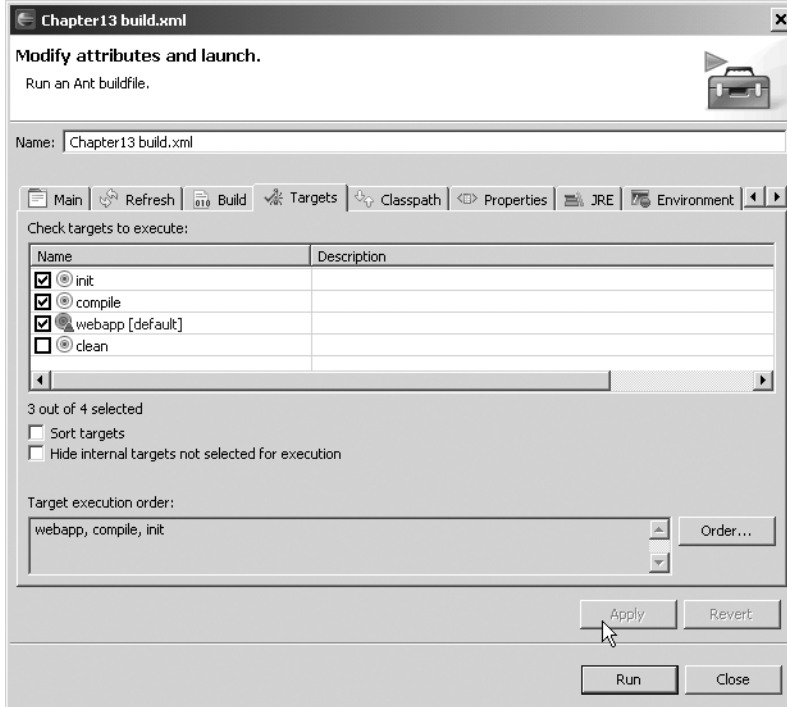 Chapter13 build.xml
Modify attributes and launch.
Run an Ant buildfile.
Name: Chapter13 build.xml
Main Refresh Build Targets Classpath Properties JRE Environment
Check targets to execute:
Name Description
init
compile
webapp [default]
clean
3 out of 4 selected
Sort targets
Hide internal targets not selected for execution
Target execution order:
webapp, compile, init
Order...
Apply Revert
Run Close